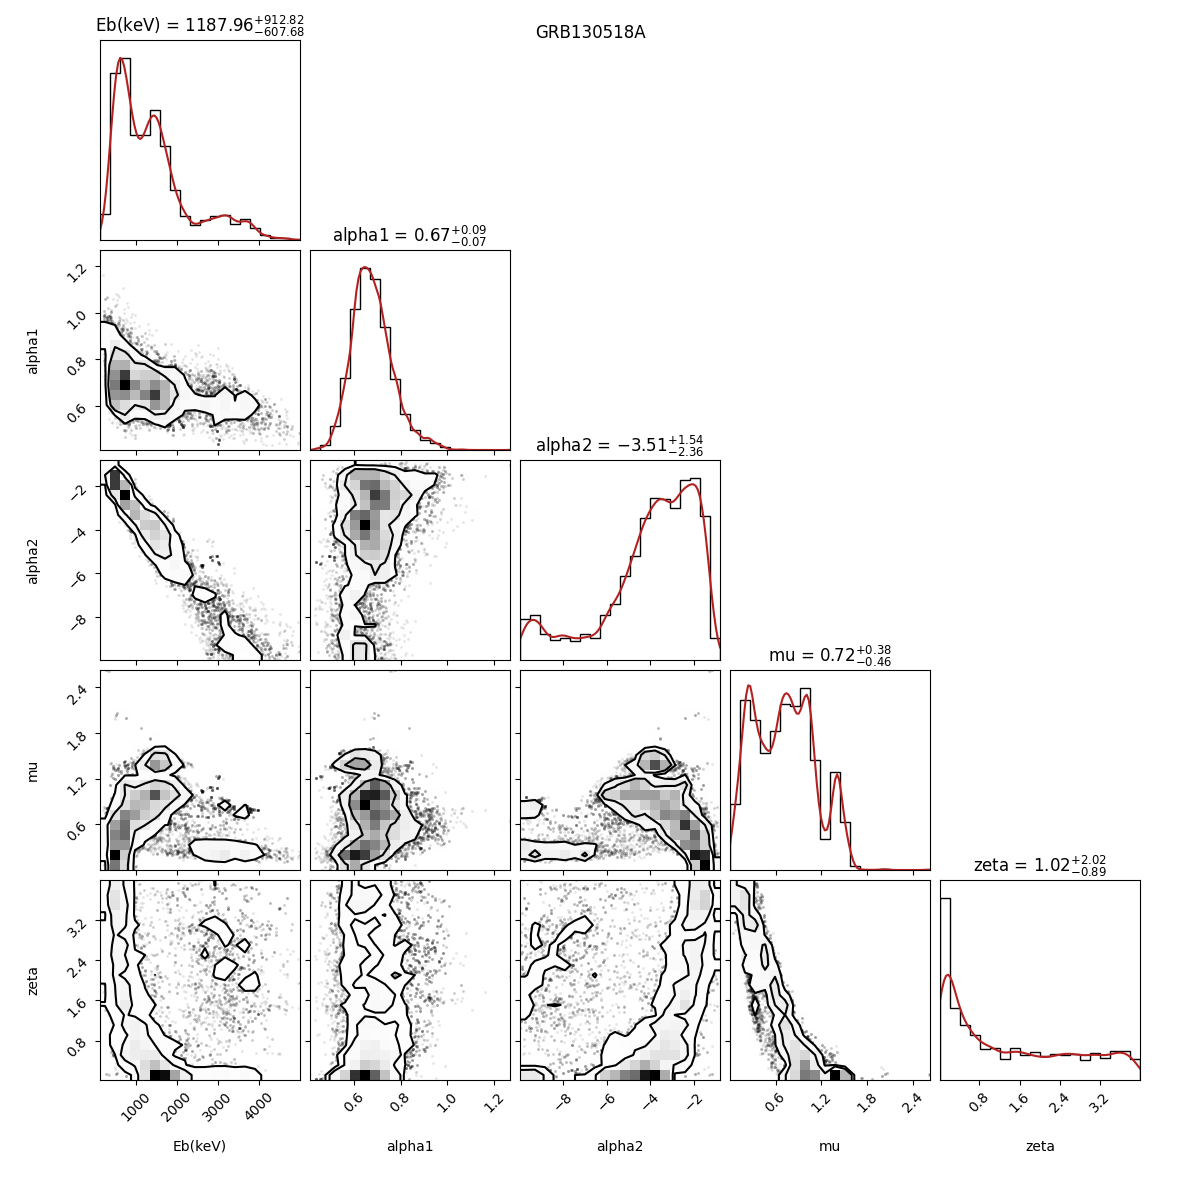 GRB130518A
Eb(keV) = 1187.96+912.82−607.68
alpha1 = 0.67+0.09−0.07
alpha1
1.2
1.0
0.8
0.6
alpha2 = −3.51+1.54−2.36
alpha2
−2
−4
−6
−8
mu = 0.72+0.38−0.46
mu
2.4
1.8
1.2
0.6
zeta = 1.02+2.02−0.89
zeta
3.2
2.4
1.6
0.8
1000 2000 3000 4000 0.6 0.8 1.0 1.2 −8 −6 −4 −2 0.6 1.2 1.8 2.4 0.8 1.6 2.4 3.2
Eb(keV) alpha1 alpha2 mu zeta